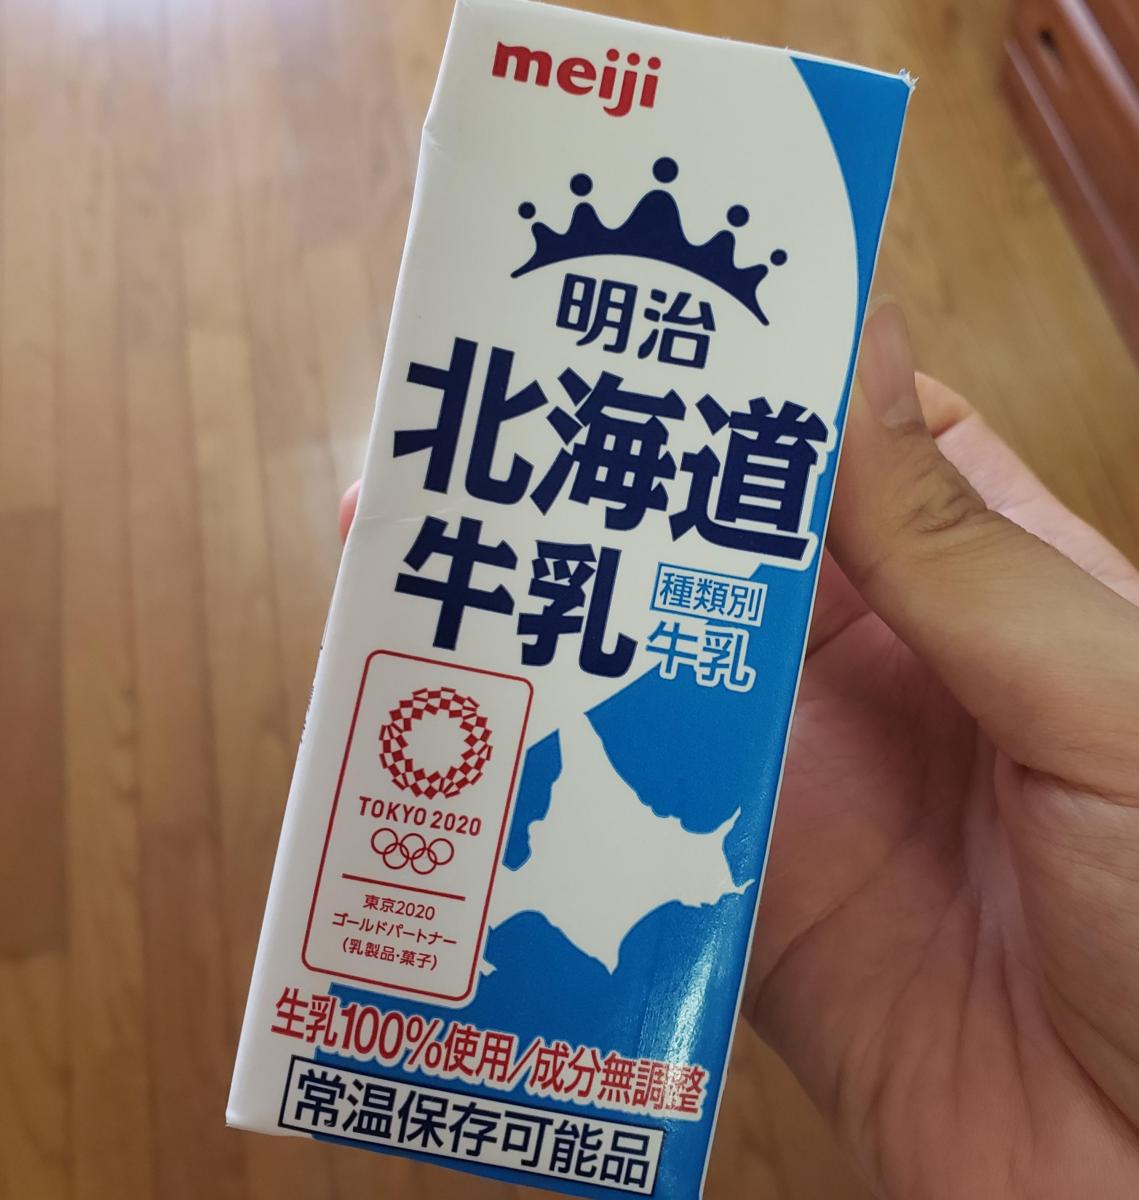 meiji
明治
北海道
牛乳
種類別
牛乳
TOKYO 2020
東京2020
ゴールドパートナー
(乳製品・菓子)
生乳100%使用/成分無調整
常温保存可能品